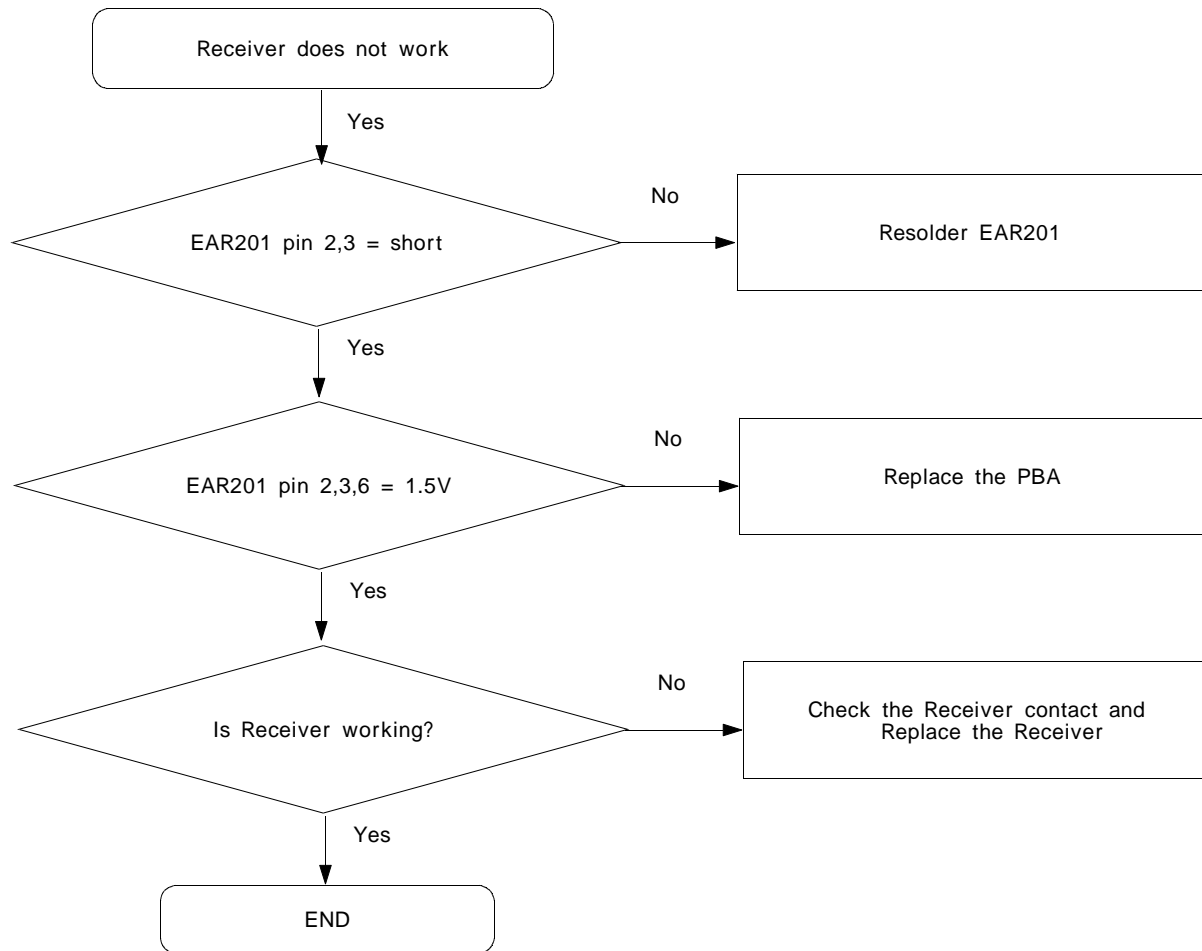 Receiver does not work
Yes
EAR201 pin 2,3 = short
No
Resolder EAR201
Yes
EAR201 pin 2,3,6 = 1.5V
No
Replace the PBA
Yes
Is Receiver working?
No
Check the Receiver contact and
Replace the Receiver
Yes
END